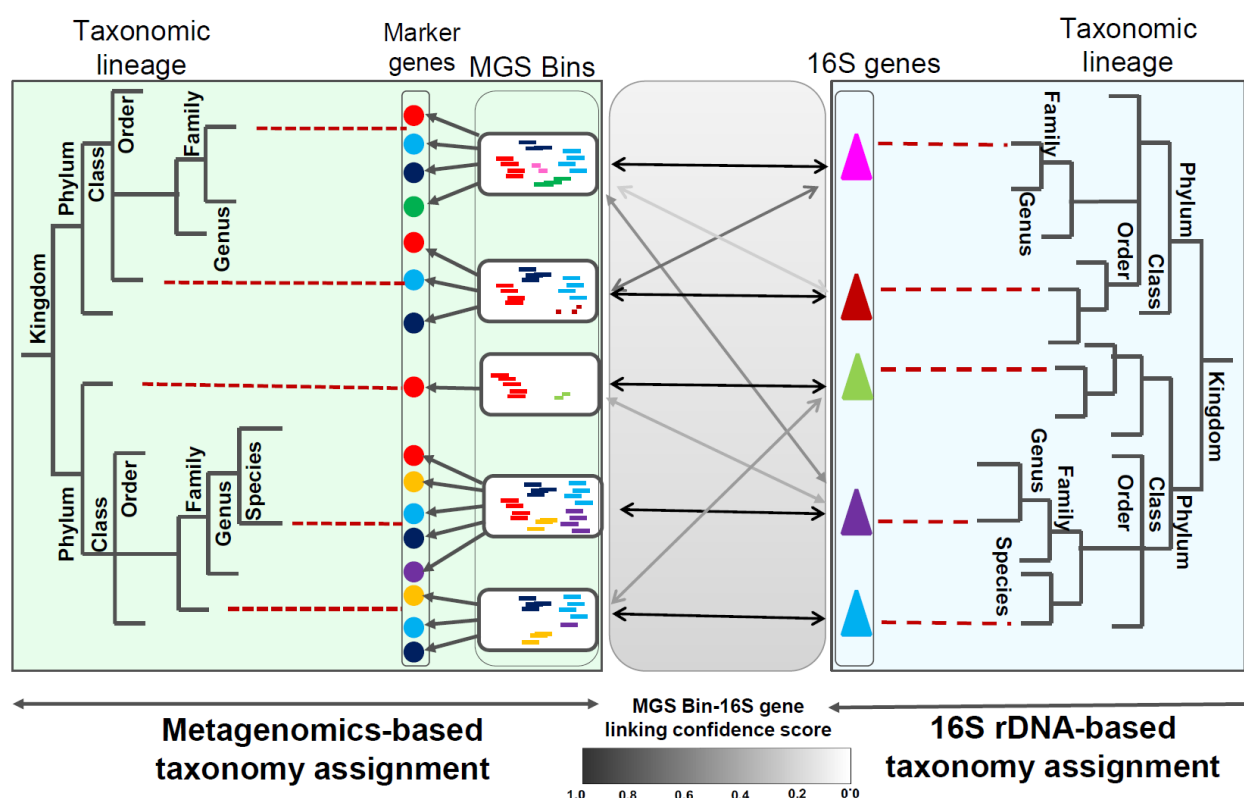 Taxonomic
lineage
Marker
genes
MGS Bins
16S genes
Taxonomic
lineage
Kingdom
Phylum
Class
Order
Family
Genus
Phylum
Class
Order
Family
Genus
Species
Family
Genus
Order
Phylum
Class
Kingdom
Genus
Family
Species
Order
Class
Phylum
Metagenomics-based
taxonomy assignment
MGS Bin-16S gene
linking confidence score
1.0 0.8 0.6 0.4 0.2 0.0
16S rDNA-based
taxonomy assignment